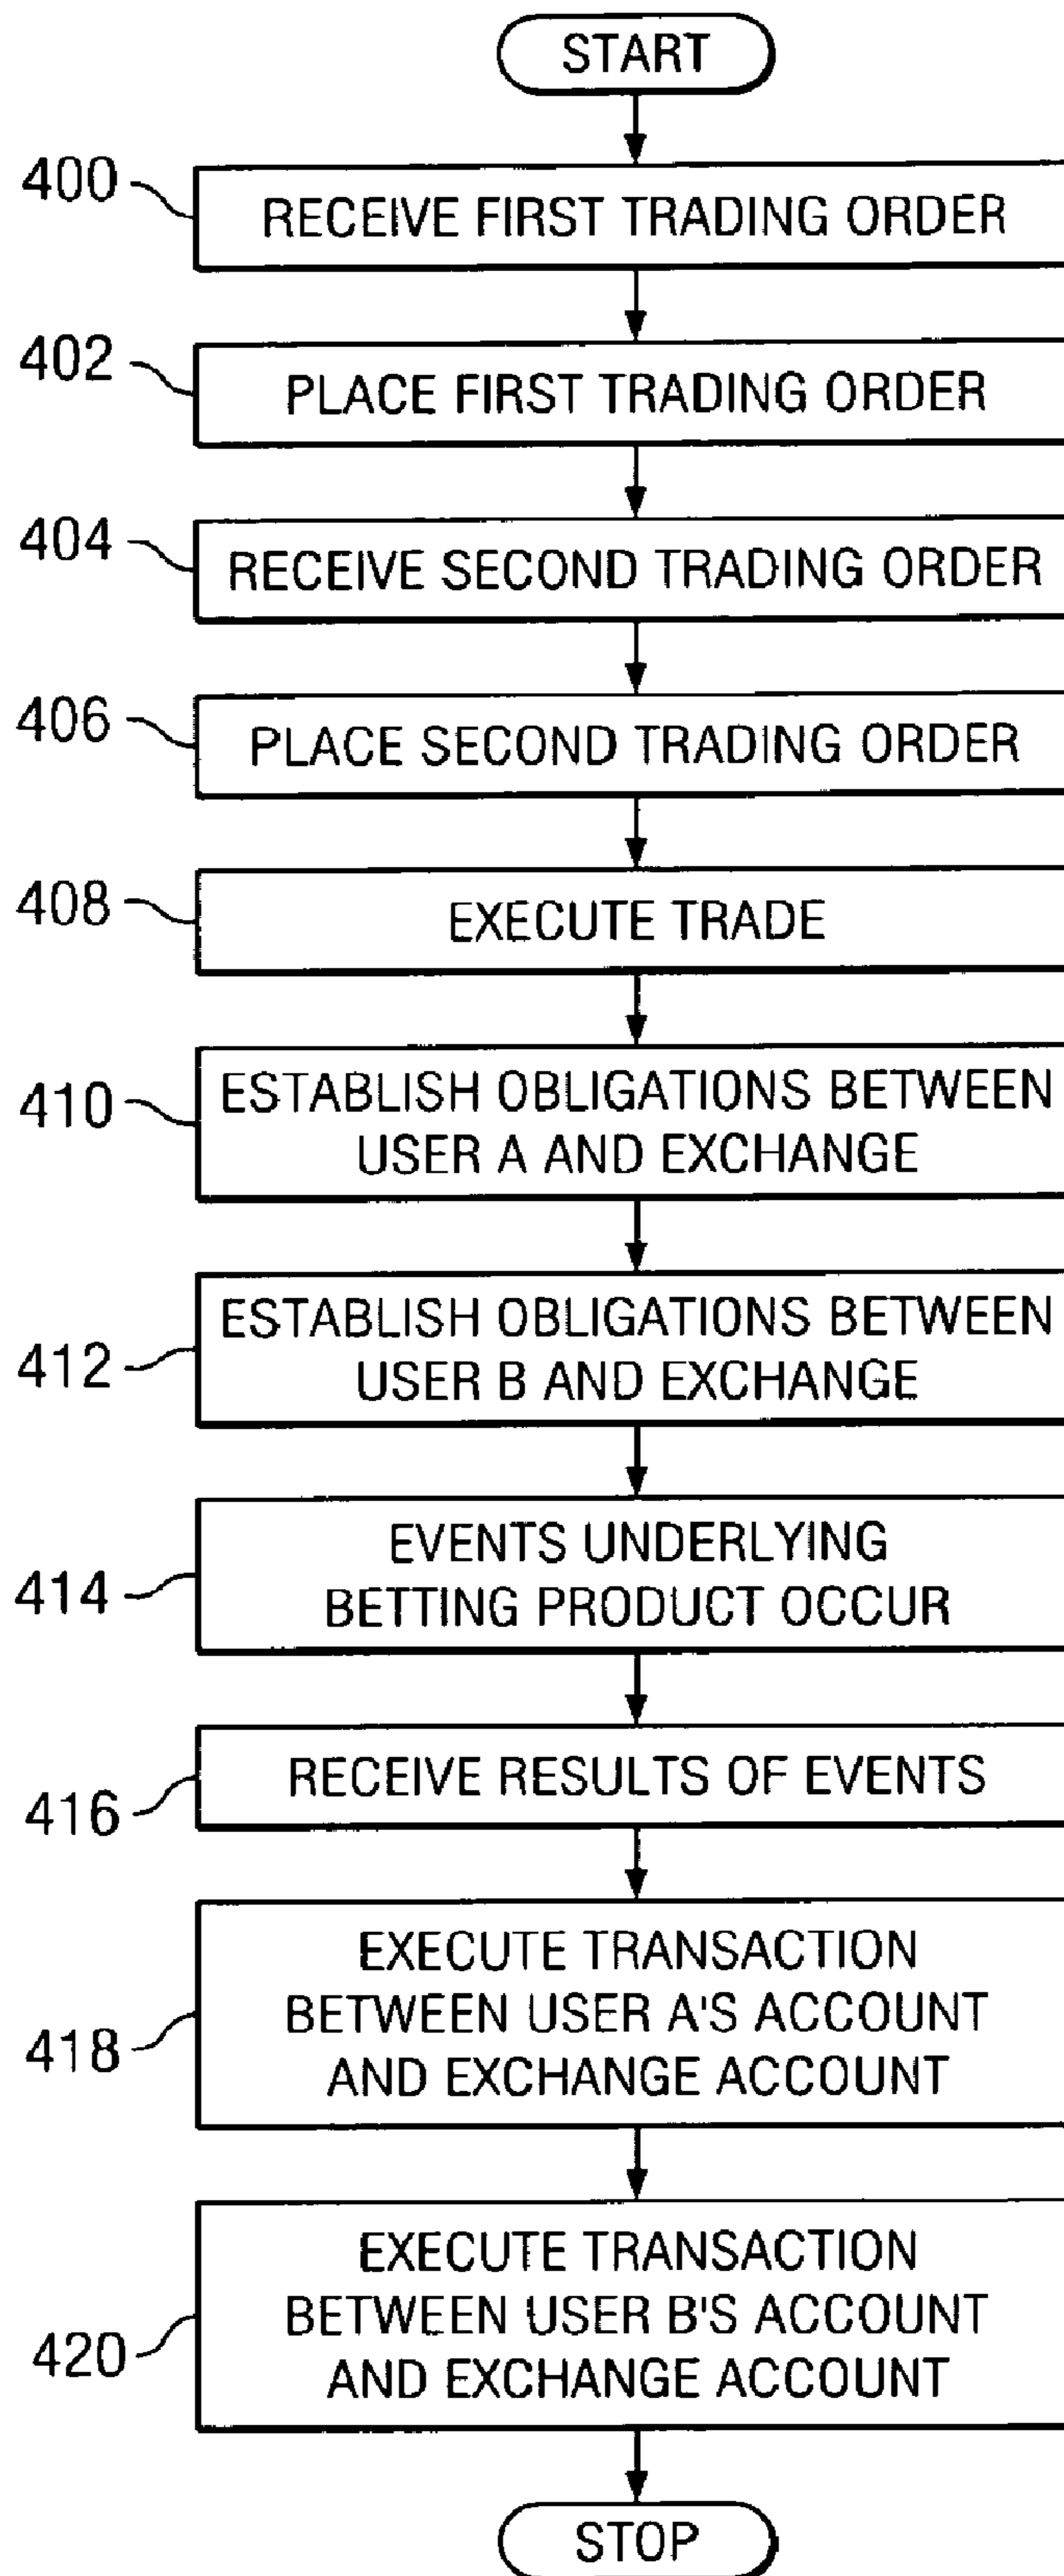 START
400
RECEIVE FIRST TRADING ORDER
402
PLACE FIRST TRADING ORDER
404
RECEIVE SECOND TRADING ORDER
406
PLACE SECOND TRADING ORDER
408
EXECUTE TRADE
410
ESTABLISH OBLIGATIONS BETWEEN
USER A AND EXCHANGE
412
ESTABLISH OBLIGATIONS BETWEEN
USER B AND EXCHANGE
414
EVENTS UNDERLYING
BETTING PRODUCT OCCUR
416
RECEIVE RESULTS OF EVENTS
418
EXECUTE TRANSACTION
BETWEEN USER A'S ACCOUNT
AND EXCHANGE ACCOUNT
420
EXECUTE TRANSACTION
BETWEEN USER B'S ACCOUNT
AND EXCHANGE ACCOUNT
STOP